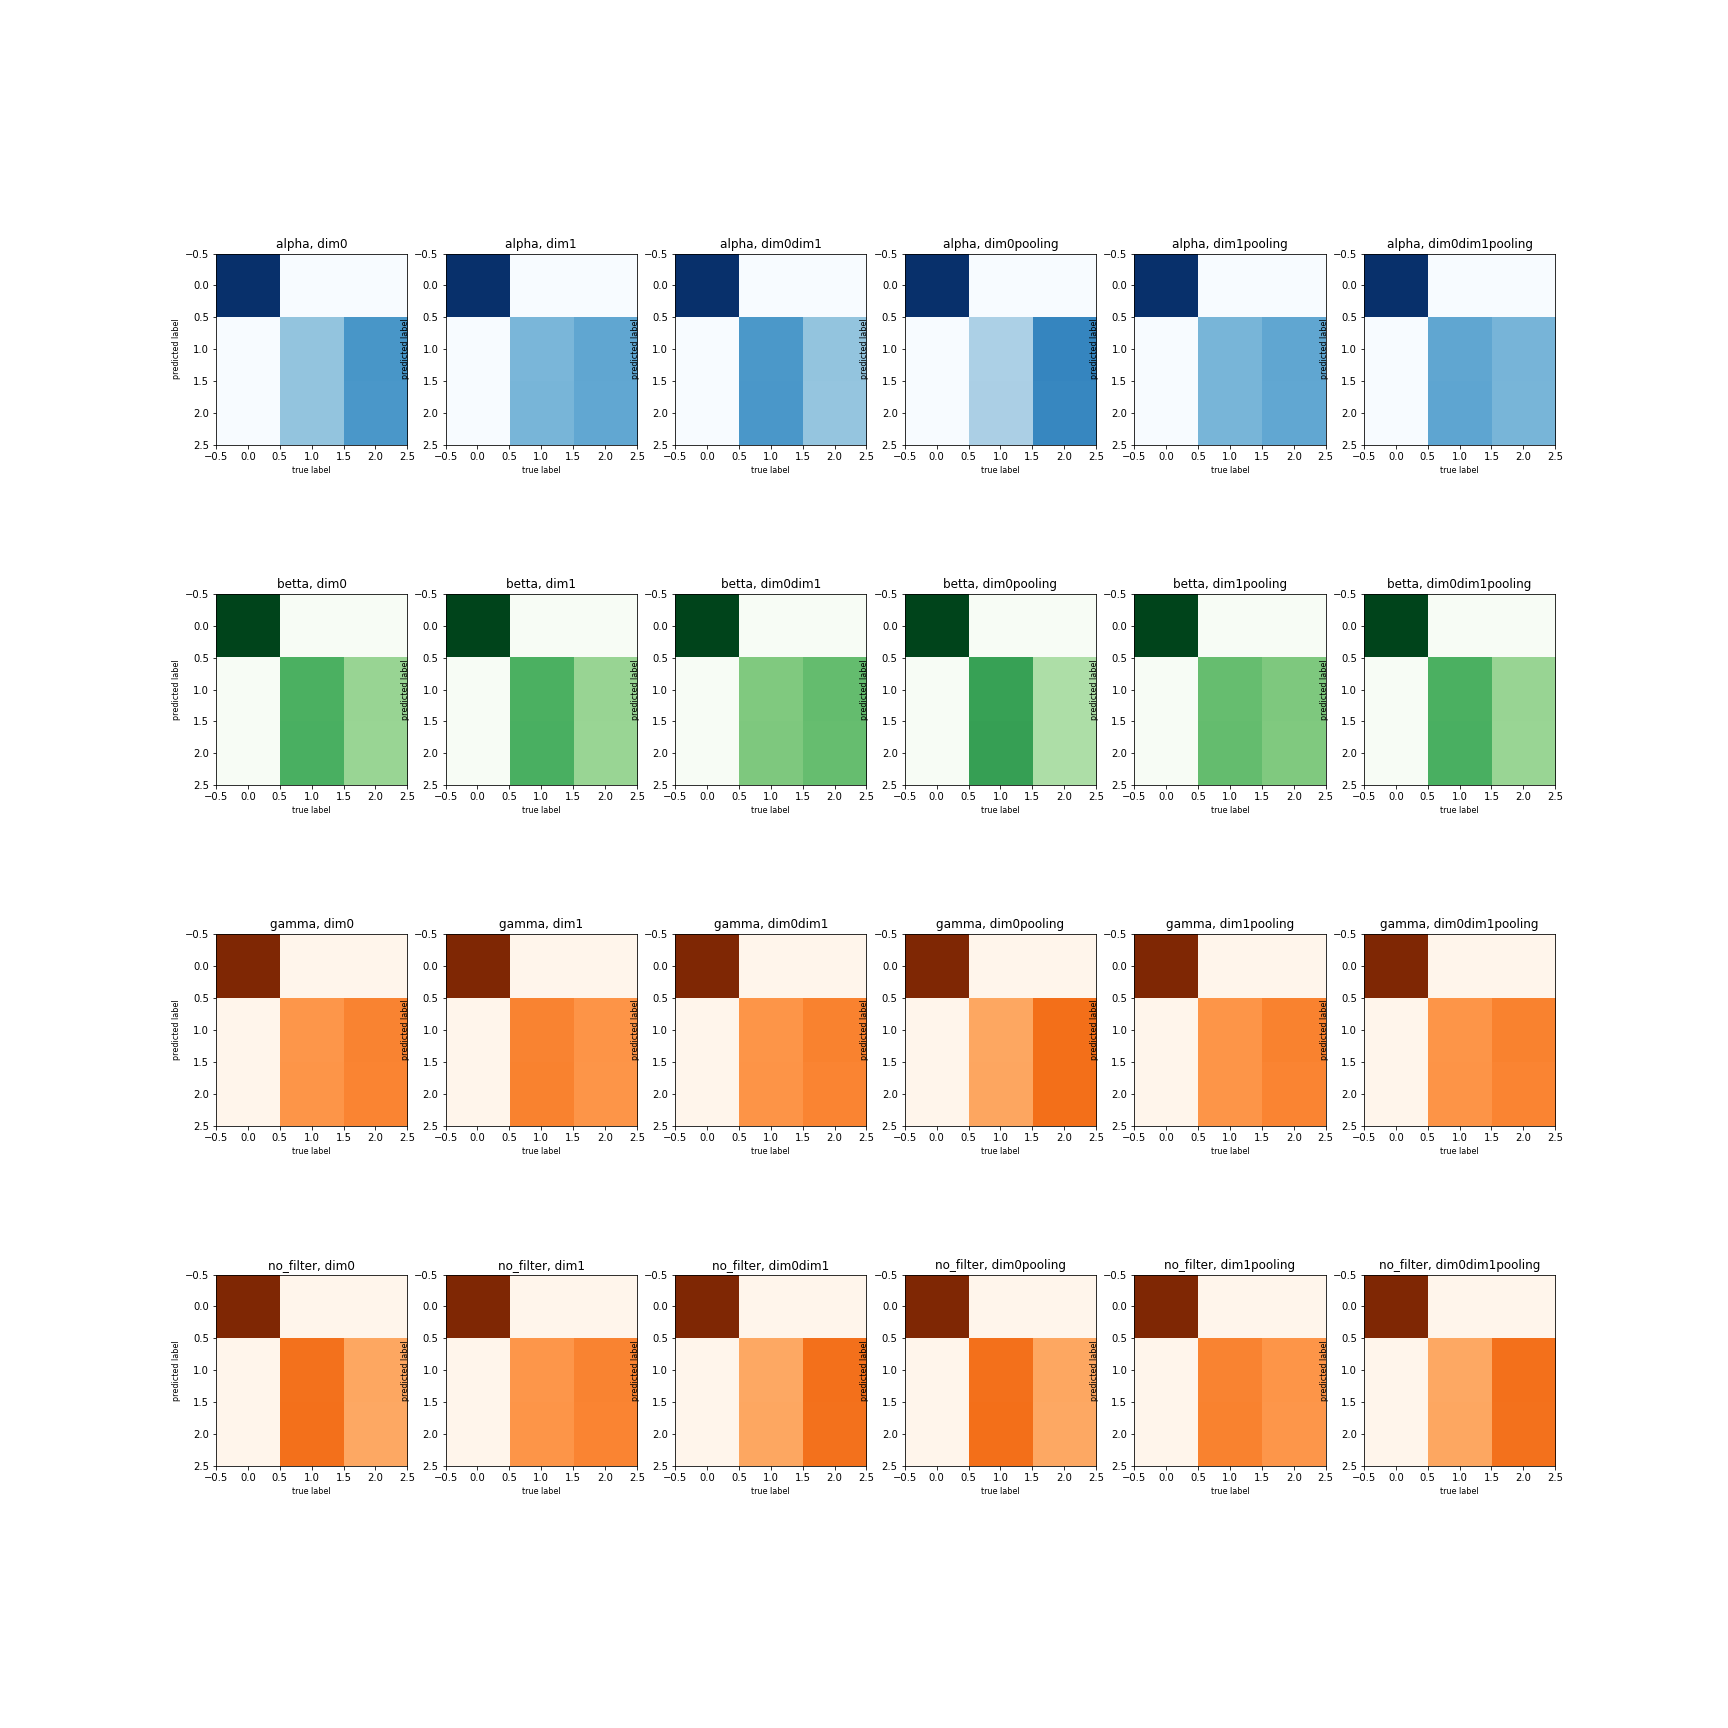 alpha, dim0 alpha, dim1 alpha, dim0dim1 alpha, dim0pooling alpha, dim1pooling alpha, dim0dim1pooling
−0.5 −0.5 −0.5 −0.5 −0.5 −0.5
0.0 0.0 0.0 0.0 0.0 0.0
0.5 0.5 0.5 0.5 0.5 0.5
predicted label predicted label predicted label predicted label predicted label predicted label
1.0 1.0 1.0 1.0 1.0 1.0
1.5 1.5 1.5 1.5 1.5 1.5
2.0 2.0 2.0 2.0 2.0 2.0
2.5 2.5 2.5 2.5 2.5 2.5
−0.5 0.0 0.5 1.0 1.5 2.0 2.5 −0.5 0.0 0.5 1.0 1.5 2.0 2.5 −0.5 0.0 0.5 1.0 1.5 2.0 2.5 −0.5 0.0 0.5 1.0 1.5 2.0 2.5 −0.5 0.0 0.5 1.0 1.5 2.0 2.5 −0.5 0.0 0.5 1.0 1.5 2.0 2.5
true label true label true label true label true label true label
betta, dim0 betta, dim1 betta, dim0dim1 betta, dim0pooling betta, dim1pooling betta, dim0dim1pooling
−0.5 −0.5 −0.5 −0.5 −0.5 −0.5
0.0 0.0 0.0 0.0 0.0 0.0
0.5 0.5 0.5 0.5 0.5 0.5
predicted label predicted label predicted label predicted label predicted label predicted label
1.0 1.0 1.0 1.0 1.0 1.0
1.5 1.5 1.5 1.5 1.5 1.5
2.0 2.0 2.0 2.0 2.0 2.0
2.5 2.5 2.5 2.5 2.5 2.5
−0.5 0.0 0.5 1.0 1.5 2.0 2.5 −0.5 0.0 0.5 1.0 1.5 2.0 2.5 −0.5 0.0 0.5 1.0 1.5 2.0 2.5 −0.5 0.0 0.5 1.0 1.5 2.0 2.5 −0.5 0.0 0.5 1.0 1.5 2.0 2.5 −0.5 0.0 0.5 1.0 1.5 2.0 2.5
true label true label true label true label true label true label
gamma, dim0 gamma, dim1 gamma, dim0dim1 gamma, dim0pooling gamma, dim1pooling gamma, dim0dim1pooling
−0.5 −0.5 −0.5 −0.5 −0.5 −0.5
0.0 0.0 0.0 0.0 0.0 0.0
0.5 0.5 0.5 0.5 0.5 0.5
predicted label predicted label predicted label predicted label predicted label predicted label
1.0 1.0 1.0 1.0 1.0 1.0
1.5 1.5 1.5 1.5 1.5 1.5
2.0 2.0 2.0 2.0 2.0 2.0
2.5 2.5 2.5 2.5 2.5 2.5
−0.5 0.0 0.5 1.0 1.5 2.0 2.5 −0.5 0.0 0.5 1.0 1.5 2.0 2.5 −0.5 0.0 0.5 1.0 1.5 2.0 2.5 −0.5 0.0 0.5 1.0 1.5 2.0 2.5 −0.5 0.0 0.5 1.0 1.5 2.0 2.5 −0.5 0.0 0.5 1.0 1.5 2.0 2.5
true label true label true label true label true label true label
no_filter, dim0 no_filter, dim1 no_filter, dim0dim1 no_filter, dim0pooling no_filter, dim1pooling no_filter, dim0dim1pooling
−0.5 −0.5 −0.5 −0.5 −0.5 −0.5
0.0 0.0 0.0 0.0 0.0 0.0
0.5 0.5 0.5 0.5 0.5 0.5
predicted label predicted label predicted label predicted label predicted label predicted label
1.0 1.0 1.0 1.0 1.0 1.0
1.5 1.5 1.5 1.5 1.5 1.5
2.0 2.0 2.0 2.0 2.0 2.0
2.5 2.5 2.5 2.5 2.5 2.5
−0.5 0.0 0.5 1.0 1.5 2.0 2.5 −0.5 0.0 0.5 1.0 1.5 2.0 2.5 −0.5 0.0 0.5 1.0 1.5 2.0 2.5 −0.5 0.0 0.5 1.0 1.5 2.0 2.5 −0.5 0.0 0.5 1.0 1.5 2.0 2.5 −0.5 0.0 0.5 1.0 1.5 2.0 2.5
true label true label true label true label true label true label